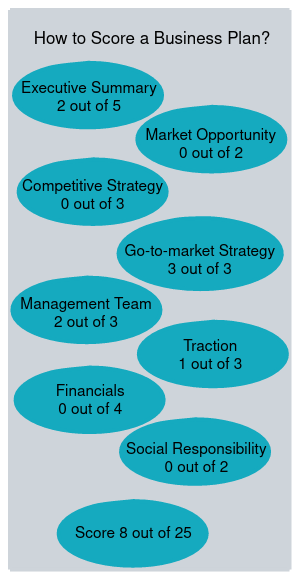 How to Score a Business Plan?
Executive Summary
2 out of 5
Market Opportunity
0 out of 2
Competitive Strategy
0 out of 3
Go-to-market Strategy
3 out of 3
Management Team
2 out of 3
Traction
1 out of 3
Financials
0 out of 4
Social Responsibility
0 out of 2
Score 8 out of 25